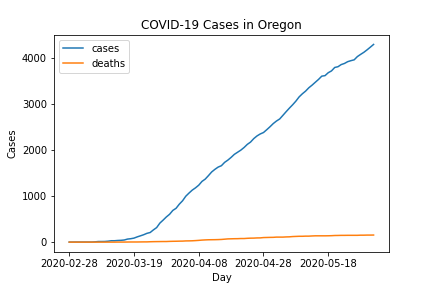 COVID-19 Cases in Oregon
cases
deaths
4000
3000
2000
1000
0
Cases
2020-02-28 2020-03-19 2020-04-08 2020-04-28 2020-05-18
Day